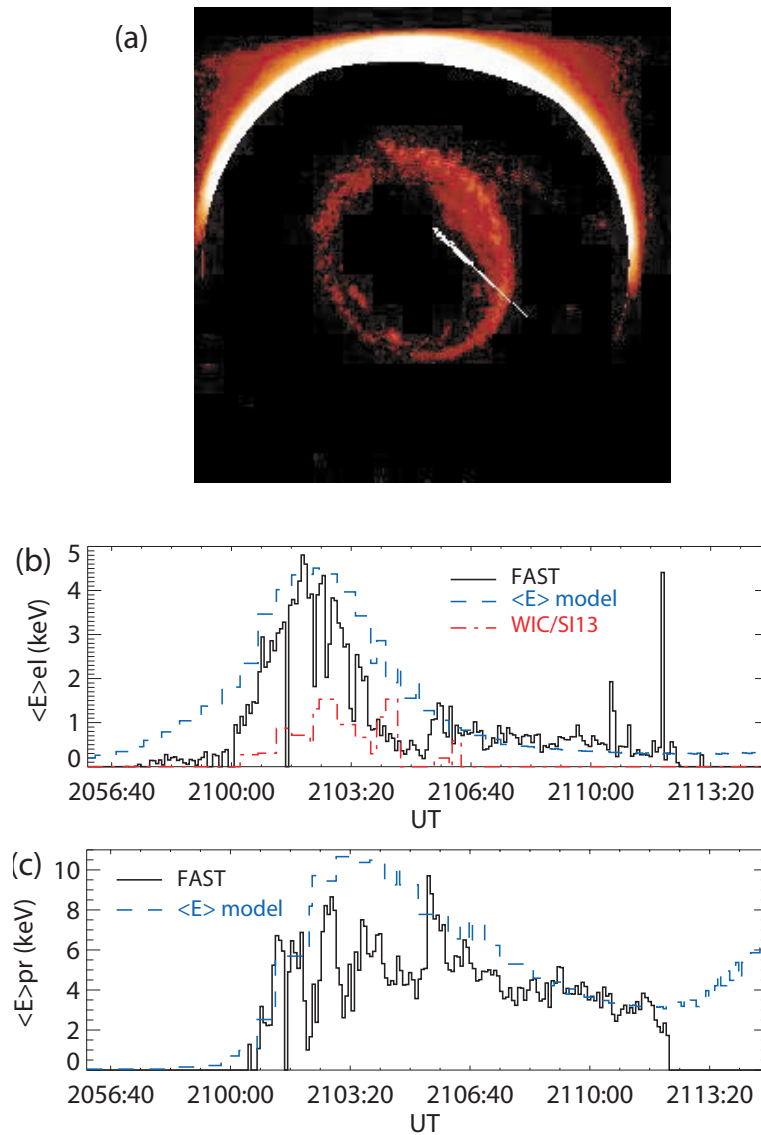 (a)
(b)
<E>el (keV)
5
4
3
2
1
0
FAST
<E> model
WIC/SI13
2056:40 2100:00 2103:20 2106:40 2110:00 2113:20
UT
(c)
<E>pr (keV)
10
8
6
4
2
0
FAST
<E> model
2056:40 2100:00 2103:20 2106:40 2110:00 2113:20
UT